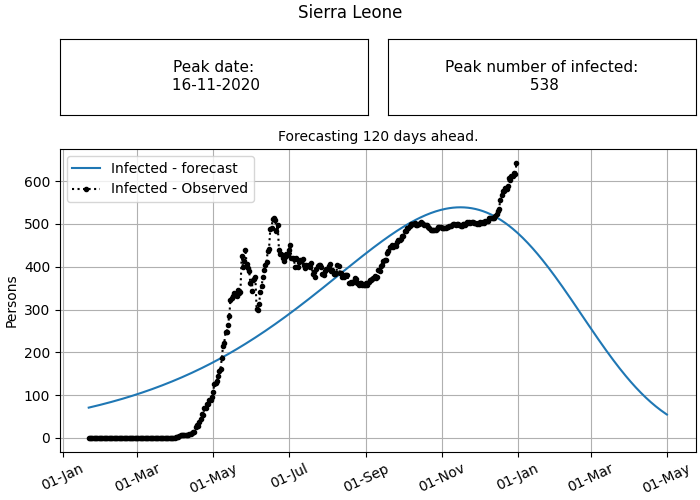 Sierra Leone
Peak date:
16-11-2020
Peak number of infected:
538
Forecasting 120 days ahead.
Infected - forecast
Infected - Observed
Persons
600
500
400
300
200
100
0
01-Jan
01-Mar
01-May
01-Jul
01-Sep
01-Nov
01-Jan
01-Mar
01-May